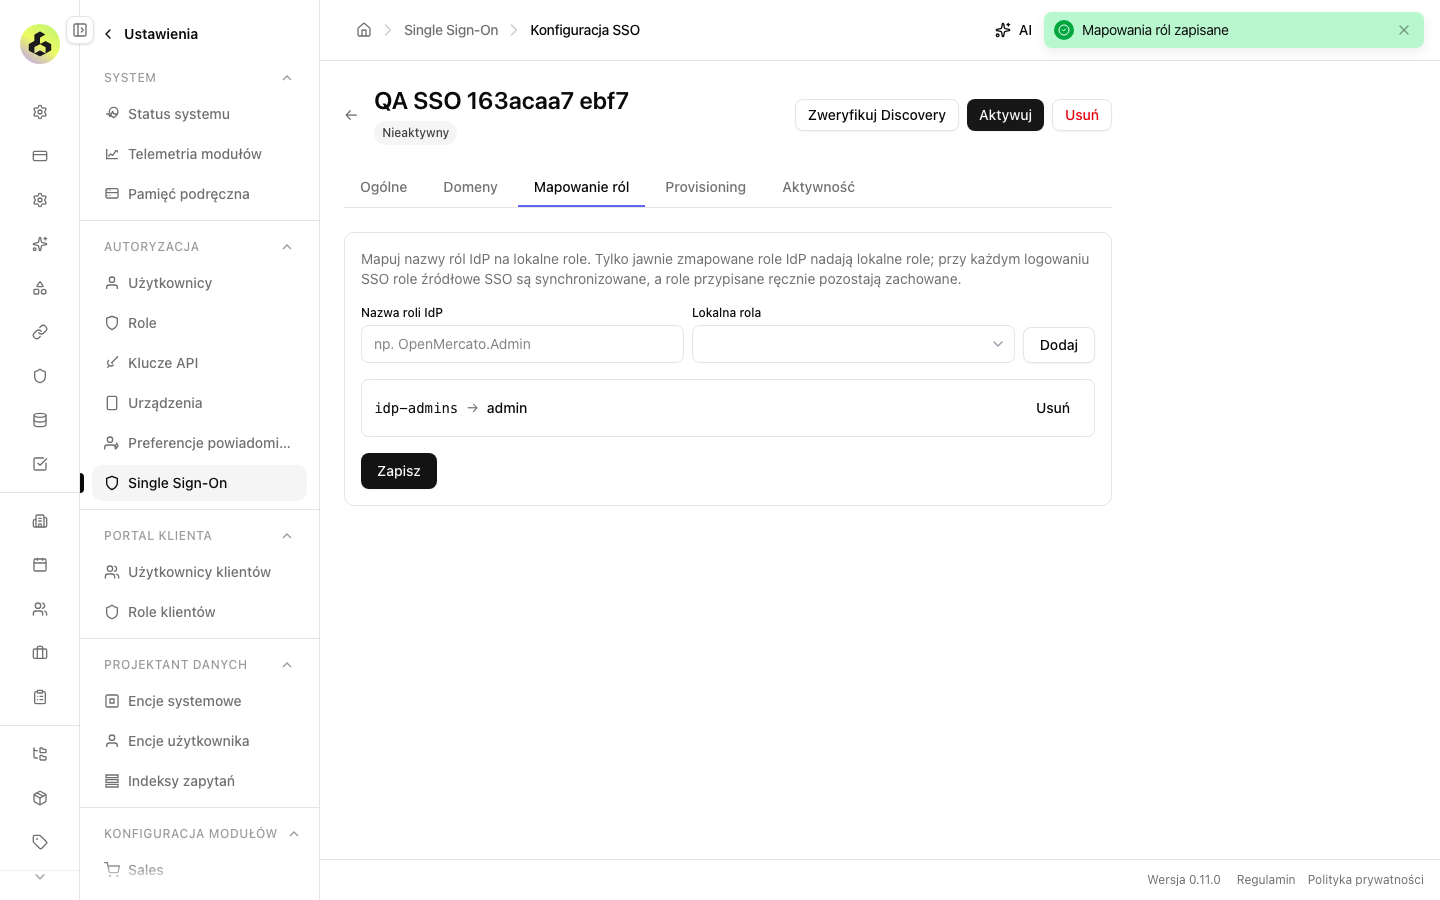 Ustawienia
SYSTEM
Status systemu
Telemetria modułów
Pamięć podręczna
AUTORYZACJA
Użytkownicy
Role
Klucze API
Urządzenia
Preferencje powiadomi...
Single Sign-On
PORTAL KLIENTA
Użytkownicy klientów
Role klientów
PROJEKTANT DANYCH
Encje systemowe
Encje użytkownika
Indeksy zapytań
KONFIGURACJA MODUŁÓW
Sales
Single Sign-On
Konfiguracja SSO
AI
Mapowania ról zapisane
QA SSO 163acaa7 ebf7
Nieaktywny
Zweryfikuj Discovery
Aktywuj
Usuń
Ogólne
Domeny
Mapowanie ról
Provisioning
Aktywność
Mapuj nazwy ról IdP na lokalne role. Tylko jawnie zmapowane role IdP nadają lokalne role; przy każdym logowaniu
SSO role źródłowe SSO są synchronizowane, a role przypisane ręcznie pozostają zachowane.
Nazwa roli IdP
Lokalna rola
np. OpenMercato.Admin
Dodaj
idp-admins → admin
Usuń
Zapisz
Wersja 0.11.0
Regulamin
Polityka prywatności